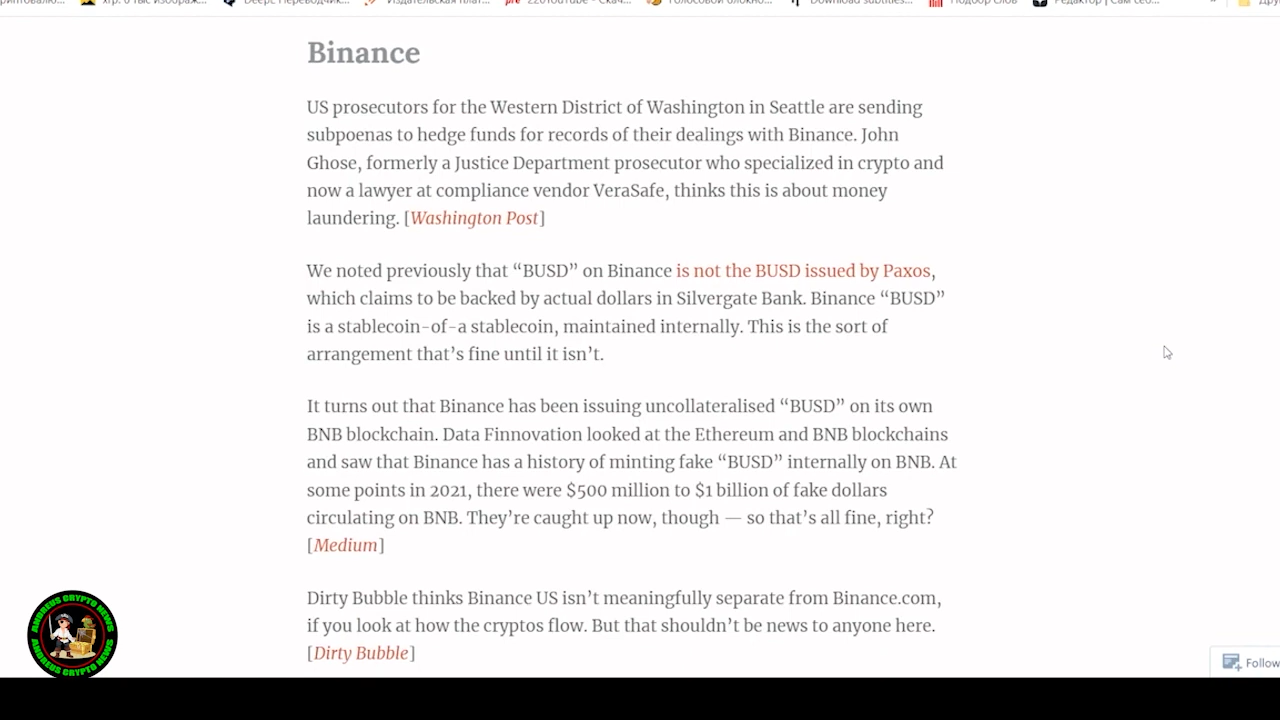 Binance
US prosecutors for the Western District of Washington in Seattle are sending
subpoenas to hedge funds for records of their dealings with Binance. John
Ghose, formerly a Justice Department prosecutor who specialized in crypto and
now a lawyer at compliance vendor VeraSafe, thinks this is about money
laundering. [Washington Post]
We noted previously that “BUSD” on Binance is not the BUSD issued by Paxos,
which claims to be backed by actual dollars in Silvergate Bank. Binance “BUSD”
is a stablecoin-of-a stablecoin, maintained internally. This is the sort of
arrangement that’s fine until it isn’t.
It turns out that Binance has been issuing uncollateralised “BUSD” on its own
BNB blockchain. Data Finnovation looked at the Ethereum and BNB blockchains
and saw that Binance has a history of minting fake “BUSD” internally on BNB. At
some points in 2021, there were $500 million to $1 billion of fake dollars
circulating on BNB. They’re caught up now, though — so that’s all fine, right?
[Medium]
Dirty Bubble thinks Binance US isn’t meaningfully separate from Binance.com,
if you look at how the cryptos flow. But that shouldn’t be news to anyone here.
[Dirty Bubble]
ANDREUS CRYPTO NEWS
ANDREUS CRYPTO NEWS
Follow